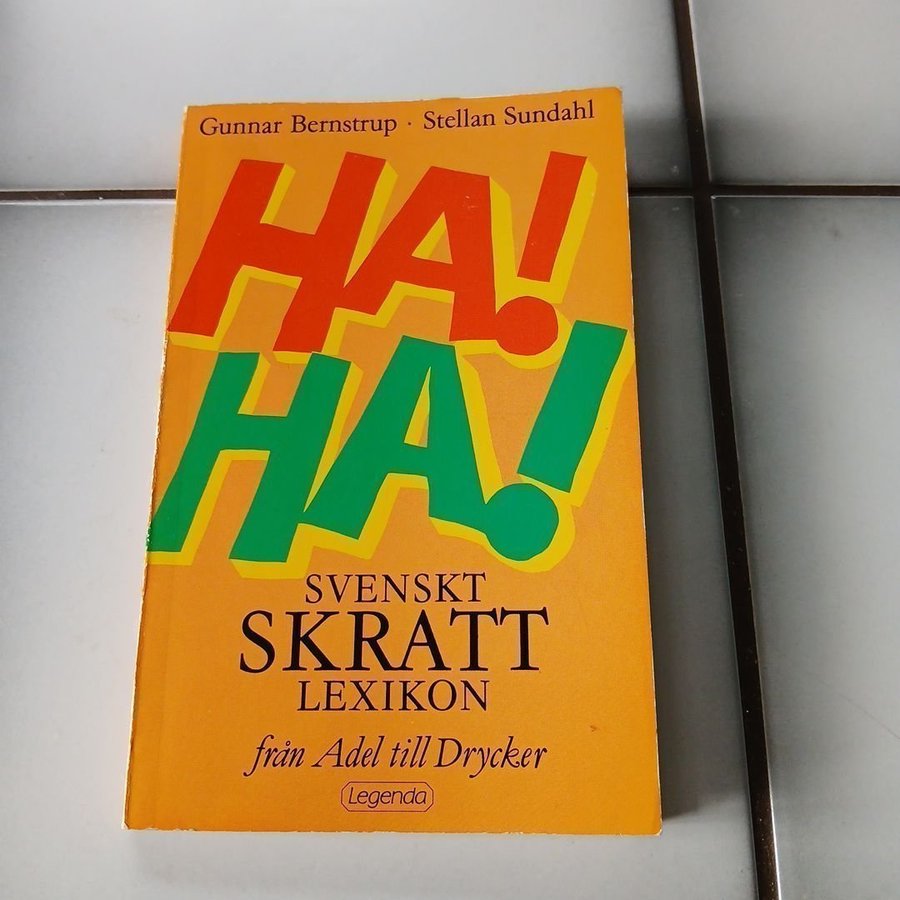 Gunnar Bernstrup · Stellan Sundahl
HA!
HA!
SVENSKT
SKRATT
LEXIKON
från Adel till Drycker
Legenda